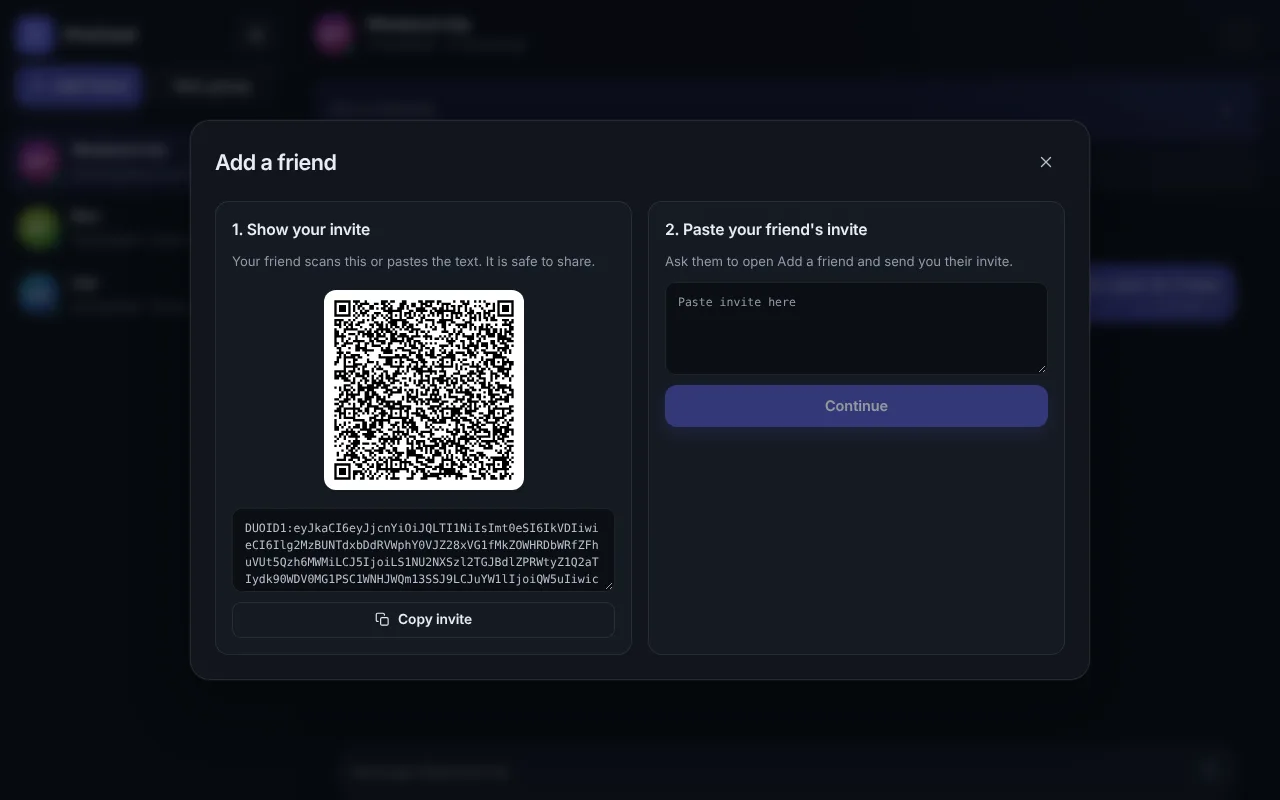 Add a friend
1. Show your invite
Your friend scans this or pastes the text. It is safe to share.
DUOID1:eyJkaCI6eyJjcnYiOiJQLTI1NiIsImt0eSI6IkVDIiwi
eCI6Ilg2MzBUNTdxbDdRVWphY0VJZ28xVG1fMkZOWHRDbWRfZFh
uVUt5Qzh6MWMiLCJ5IjoiLS1NU2NXSzl2TGJBdlZPRWtyZ1Q2aT
Iydk90WDV0MG1PSC1WNHJWQm13SSJ9LCJuYW1lIjoiQW5uIiwic
Copy invite
2. Paste your friend's invite
Ask them to open Add a friend and send you their invite.
Paste invite here
Continue